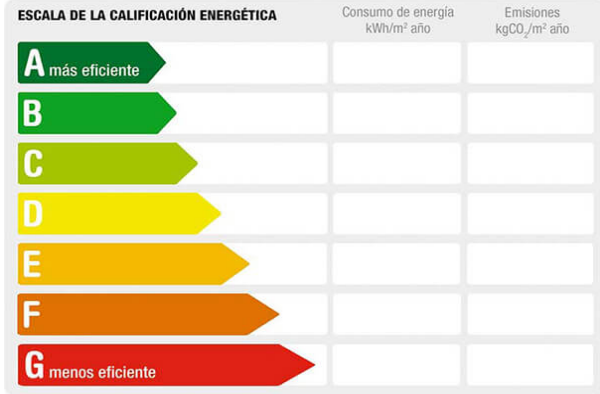 ESCALA DE LA CALIFICACIÓN ENERGÉTICA
Consumo de energía
kWh/m² año
Emisiones
kgCO₂/m² año
A más eficiente
B
C
D
E
F
G menos eficiente